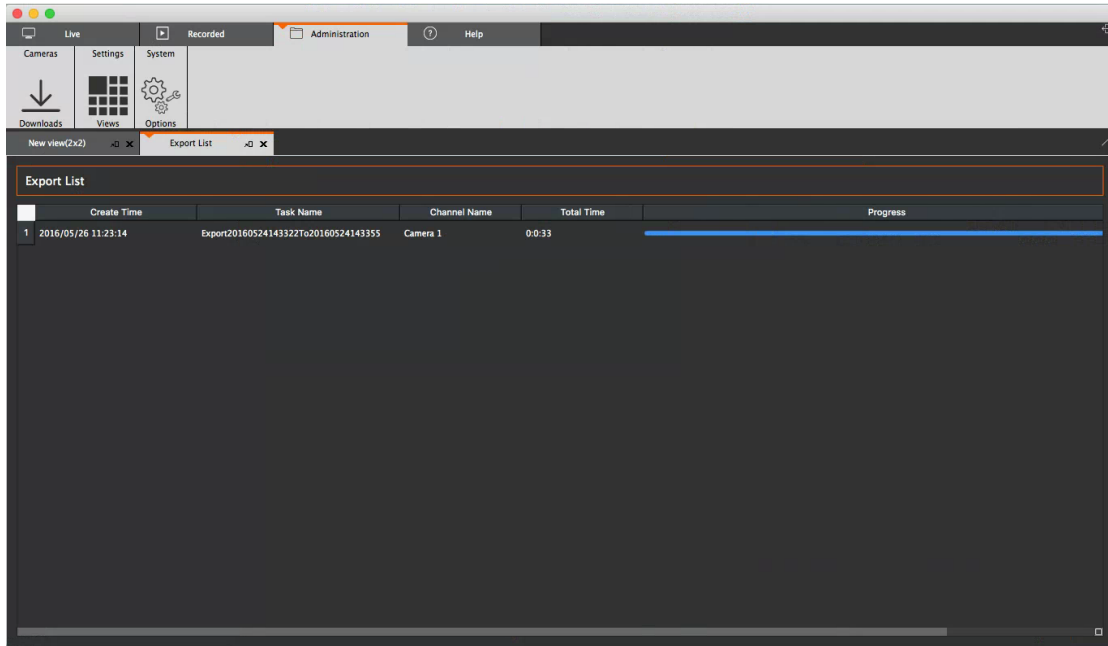 Live Recorded Administration ? Help
Cameras Settings System
Downloads Views Options
New view(2x2) Export List
Export List
Create Time Task Name Channel Name Total Time Progress
1 2016/05/26 11:23:14 Export20160524143322To20160524143355 Camera 1 0:0:33